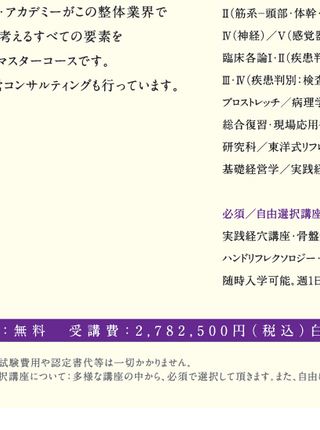 ・アカデミーがこの整体業界で
考えるすべての要素を
マスターコースです。
営コンサルティングも行っています。
Ⅱ(筋系−頭部・体幹・
Ⅳ(神経)／Ⅴ(感覚器
臨床各論Ⅰ・Ⅱ(疾患判
Ⅲ・Ⅳ(疾患判別：検査
プロストレッチ／病理学
総合復習・現場応用
研究科／東洋式リフレ
基礎経営学／実践経
必須／自由選択講座
実践経穴講座・骨盤
ハンドリフレクソロジー・
随時入学可能。週1日
：無料　受講費：2,782,500円(税込)白
試験費用や認定書代等は一切かかりません。
択講座について：多様な講座の中から、必須で選択して頂きます。また、自由に